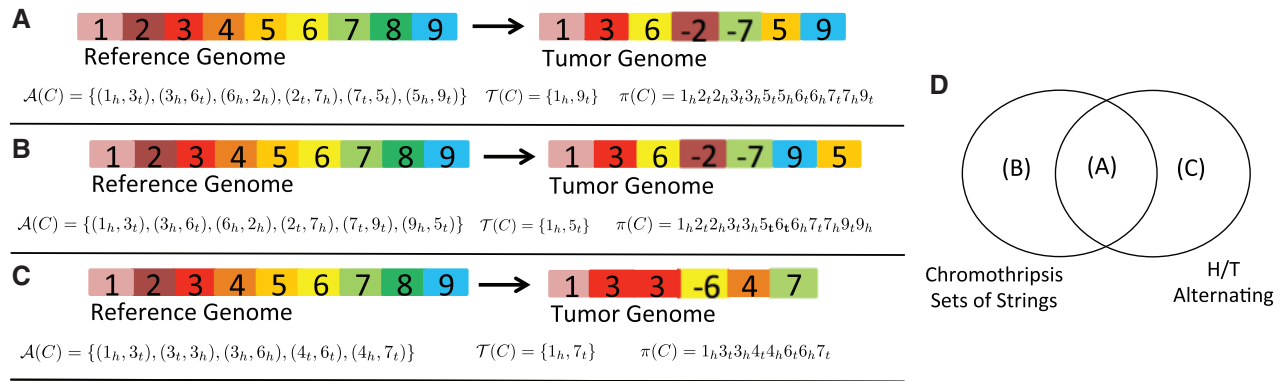 A
1 2 3 4 5 6 7 8 9 1 3 6 -2 -7 5 9
Reference Genome Tumor Genome
𝒜(C) = {(1ₕ, 3ₜ), (3ₕ, 6ₜ), (6ₕ, 2ₕ), (2ₜ, 7ₕ), (7ₜ, 5ₜ), (5ₕ, 9ₜ)} 𝒯(C) = {1ₕ, 9ₜ} π(C) = 1ₕ2ₜ2ₕ3ₜ3ₕ5ₜ5ₕ6ₜ6ₕ7ₜ7ₕ9ₜ
B
1 2 3 4 5 6 7 8 9 1 3 6 -2 -7 9 5
Reference Genome Tumor Genome
𝒜(C) = {(1ₕ, 3ₜ), (3ₕ, 6ₜ), (6ₕ, 2ₕ), (2ₜ, 7ₕ), (7ₜ, 9ₜ), (9ₕ, 5ₜ)} 𝒯(C) = {1ₕ, 5ₜ} π(C) = 1ₕ2ₜ2ₕ3ₜ3ₕ5ₜ6ₜ6ₕ7ₜ7ₕ9ₜ9ₕ
C
1 2 3 4 5 6 7 8 9 1 3 3 -6 4 7
Reference Genome Tumor Genome
𝒜(C) = {(1ₕ, 3ₜ), (3ₜ, 3ₕ), (3ₕ, 6ₕ), (4ₜ, 6ₜ), (4ₕ, 7ₜ)} 𝒯(C) = {1ₕ, 7ₜ} π(C) = 1ₕ3ₜ3ₕ4ₜ4ₕ6ₜ6ₕ7ₜ
D
(B) (A) (C)
Chromothripsis
Sets of Strings
H/T
Alternating